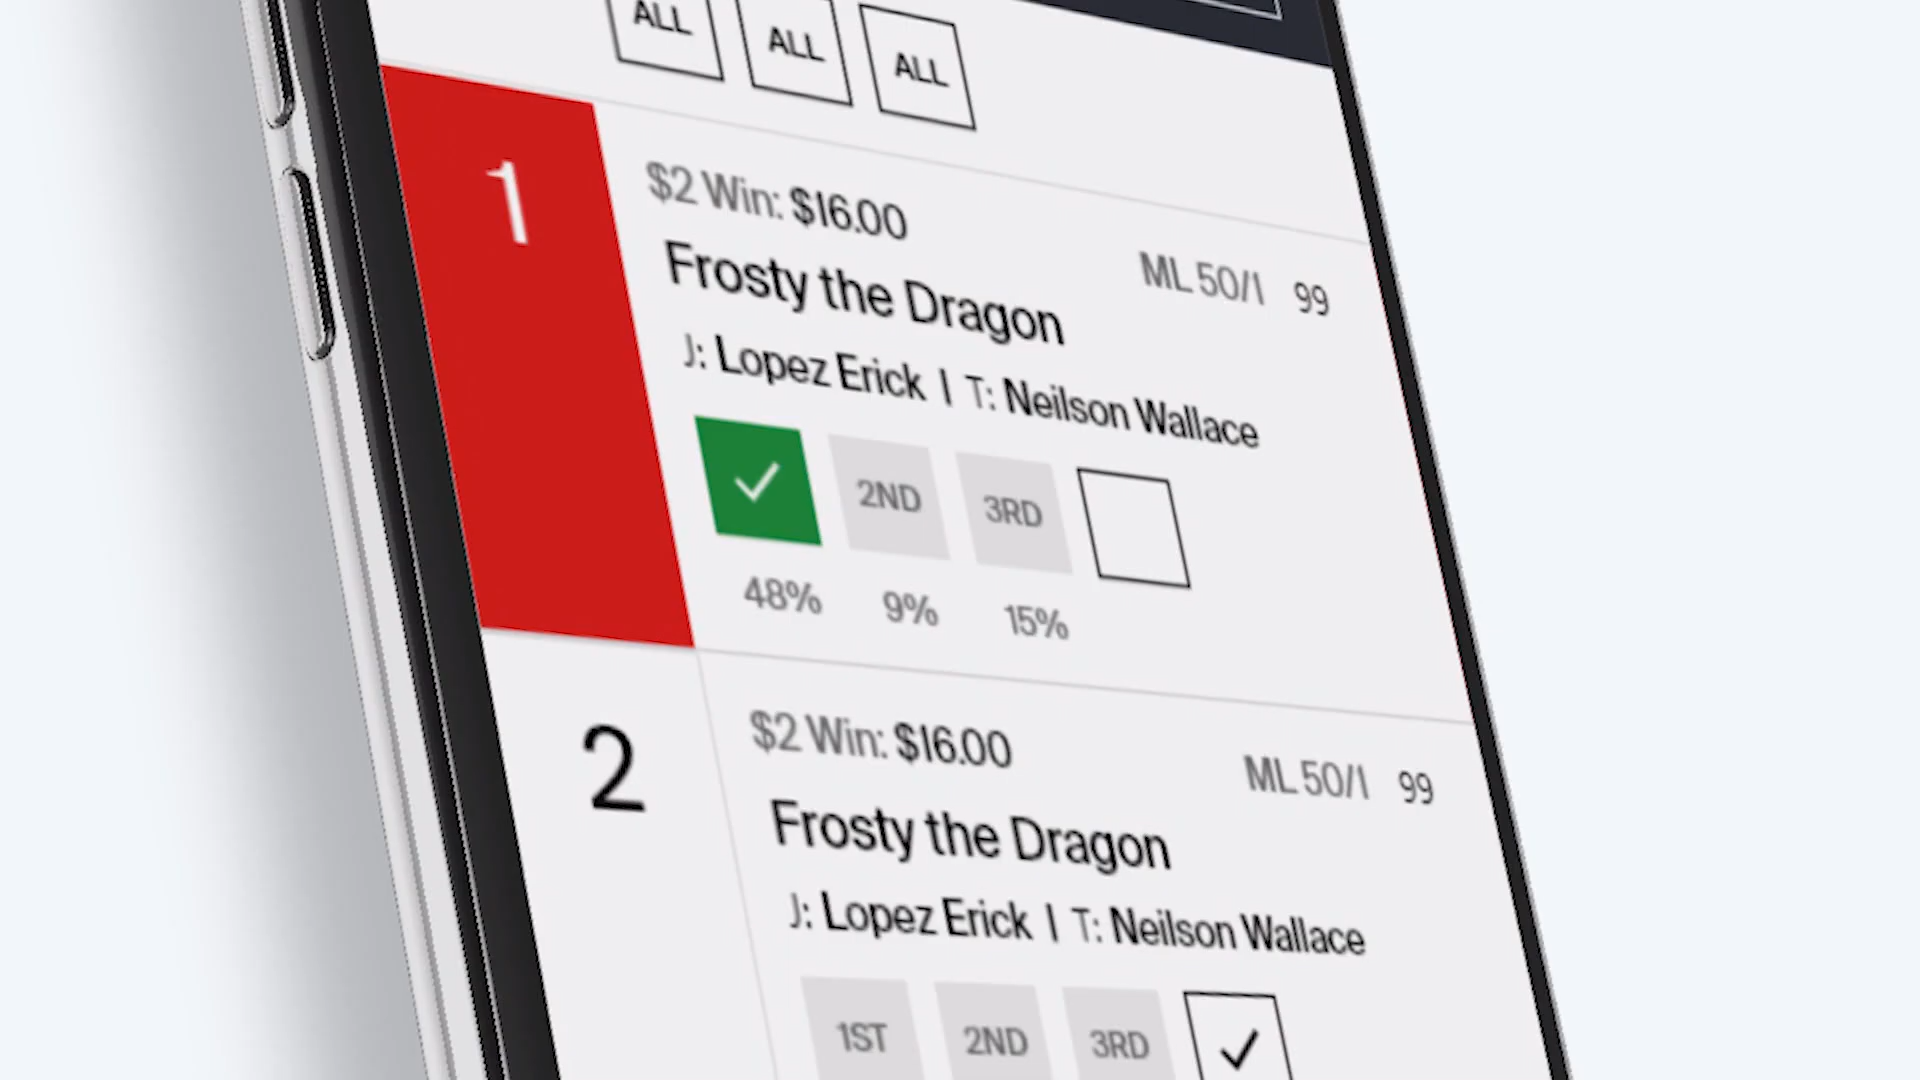 ALL ALL ALL
1
$2 Win: $16.00
ML 50/1 99
Frosty the Dragon
J: Lopez Erick | T: Neilson Wallace
2ND 3RD
48% 9% 15%
2
$2 Win: $16.00
ML 50/1 99
Frosty the Dragon
J: Lopez Erick | T: Neilson Wallace
1ST 2ND 3RD